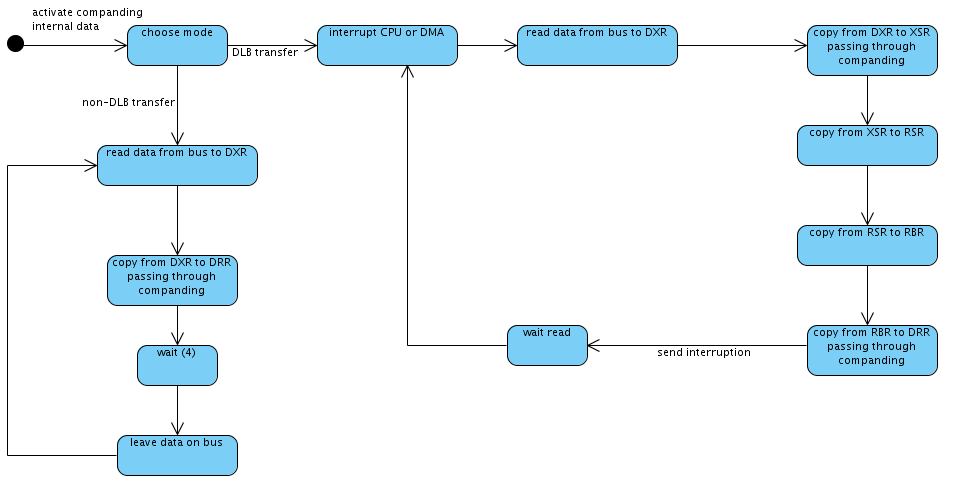 activate companding
internal data
choose mode
DLB transfer
interrupt CPU or DMA
read data from bus to DXR
copy from DXR to XSR
passing through
companding
non-DLB transfer
copy from XSR to RSR
read data from bus to DXR
copy from RSR to RBR
copy from DXR to DRR
passing through
companding
wait read
send interruption
copy from RBR to DRR
passing through
companding
wait (4)
leave data on bus